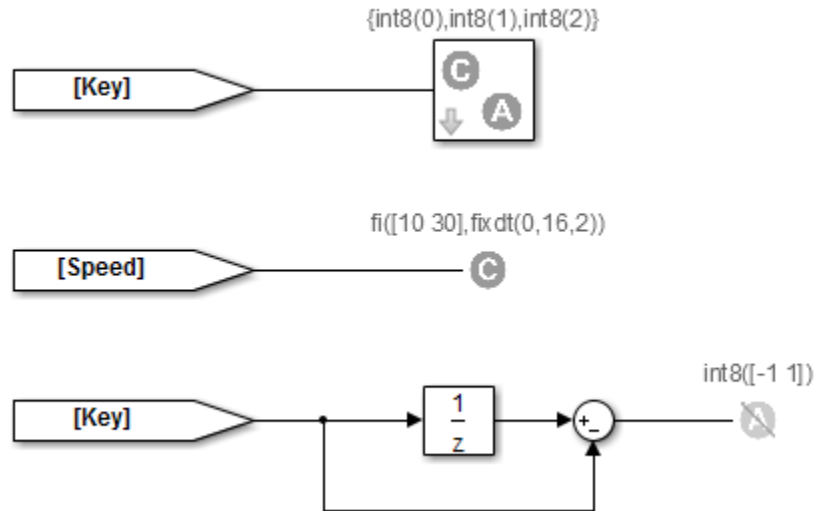 {int8(0),int8(1),int8(2)}
[Key]
C
A
fi([10 30],fixdt(0,16,2))
[Speed]
C
int8([-1 1])
[Key]
1
z
+-
A